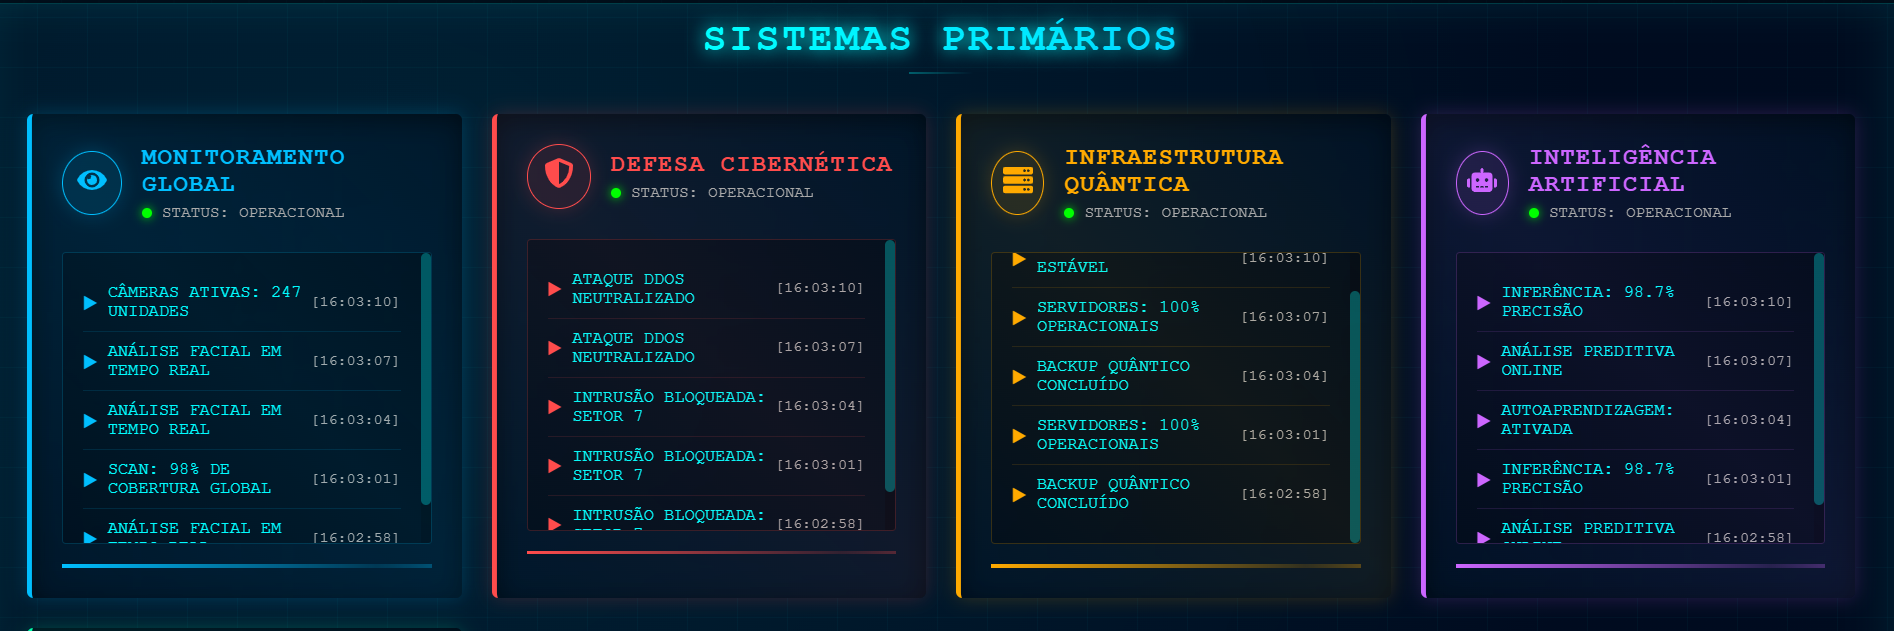 SISTEMAS PRIMÁRIOS
MONITORAMENTO
GLOBAL
STATUS: OPERACIONAL
CÂMERAS ATIVAS: 247
UNIDADES
[16:03:10]
ANÁLISE FACIAL EM
TEMPO REAL
[16:03:07]
ANÁLISE FACIAL EM
TEMPO REAL
[16:03:04]
SCAN: 98% DE
COBERTURA GLOBAL
[16:03:01]
ANÁLISE FACIAL EM
[16:02:58]
DEFESA CIBERNÉTICA
STATUS: OPERACIONAL
ATAQUE DDOS
NEUTRALIZADO
[16:03:10]
ATAQUE DDOS
NEUTRALIZADO
[16:03:07]
INTRUSÃO BLOQUEADA:
SETOR 7
[16:03:04]
INTRUSÃO BLOQUEADA:
SETOR 7
[16:03:01]
INTRUSÃO BLOQUEADA:
[16:02:58]
INFRAESTRUTURA
QUÂNTICA
STATUS: OPERACIONAL
ESTÁVEL
[16:03:10]
SERVIDORES: 100%
OPERACIONAIS
[16:03:07]
BACKUP QUÂNTICO
CONCLUÍDO
[16:03:04]
SERVIDORES: 100%
OPERACIONAIS
[16:03:01]
BACKUP QUÂNTICO
CONCLUÍDO
[16:02:58]
INTELIGÊNCIA
ARTIFICIAL
STATUS: OPERACIONAL
INFERÊNCIA: 98.7%
PRECISÃO
[16:03:10]
ANÁLISE PREDITIVA
ONLINE
[16:03:07]
AUTOAPRENDIZAGEM:
ATIVADA
[16:03:04]
INFERÊNCIA: 98.7%
PRECISÃO
[16:03:01]
ANÁLISE PREDITIVA
[16:02:58]